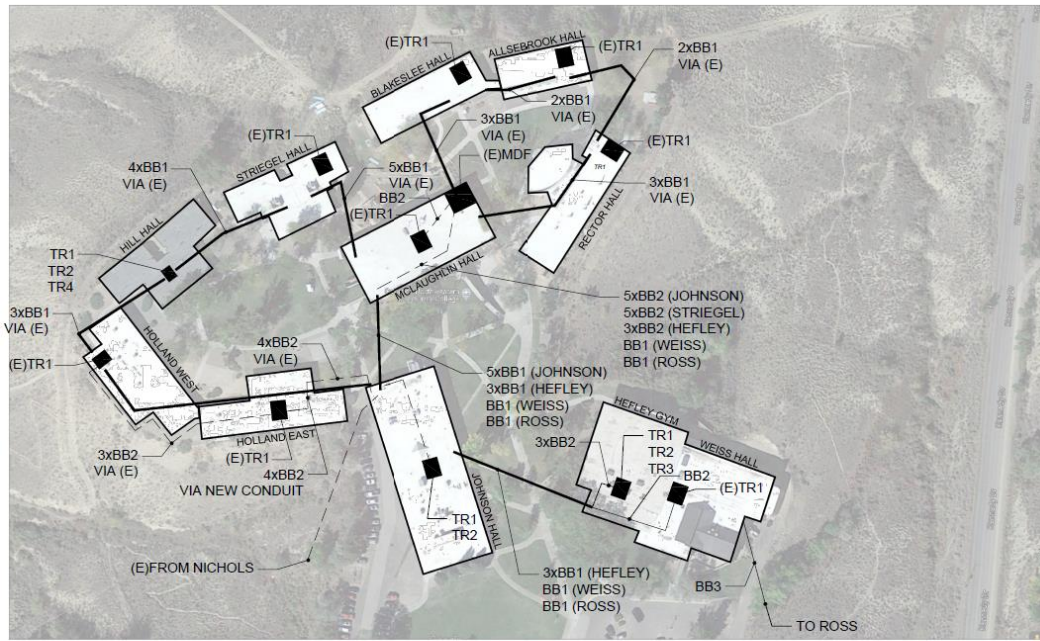 ALLSEBROOK HALL
(E)TR1
(E)TR1
2xBB1
VIA (E)
BLAKESLEE HALL
2xBB1
VIA (E)
3xBB1
VIA (E)
(E)MDF
(E)TR1
STRIEGEL HALL
4xBB1
VIA (E)
5xBB1
VIA (E)
BB2
(E)TR1
TR1
(E)TR1
3xBB1
VIA (E)
RECTOR HALL
HILL HALL
MCLAUGHLIN HALL
TR1
TR2
TR4
3xBB1
VIA (E)
(E)TR1
HOLLAND WEST
4xBB2
VIA (E)
5xBB2 (JOHNSON)
5xBB2 (STRIEGEL)
3xBB2 (HEFLEY)
BB1 (WEISS)
BB1 (ROSS)
5xBB1 (JOHNSON)
3xBB1 (HEFLEY)
BB1 (WEISS)
BB1 (ROSS)
HOLLAND EAST
3xBB2
VIA (E)
(E)TR1
4xBB2
VIA NEW CONDUIT
HEFLEY GYM
WEISS HALL
3xBB2
TR1
TR2
TR3
BB2
(E)TR1
JOHNSON HALL
TR1
TR2
(E)FROM NICHOLS
3xBB1 (HEFLEY)
BB1 (WEISS)
BB1 (ROSS)
BB3
TO ROSS